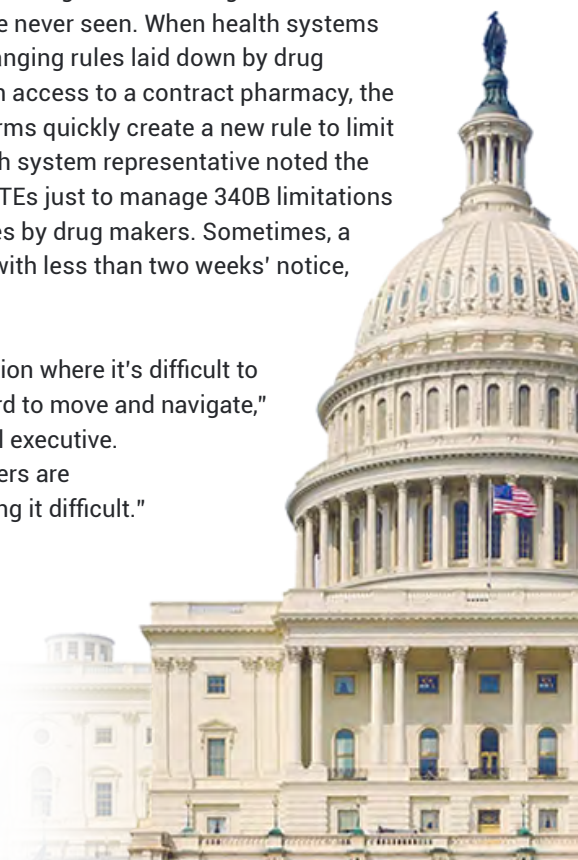 e never seen. When health systems
anging rules laid down by drug
n access to a contract pharmacy, the
rms quickly create a new rule to limit
h system representative noted the
TEs just to manage 340B limitations
es by drug makers. Sometimes, a
with less than two weeks' notice,
ion where it's difficult to
rd to move and navigate,"
l executive.
ers are
ng it difficult."